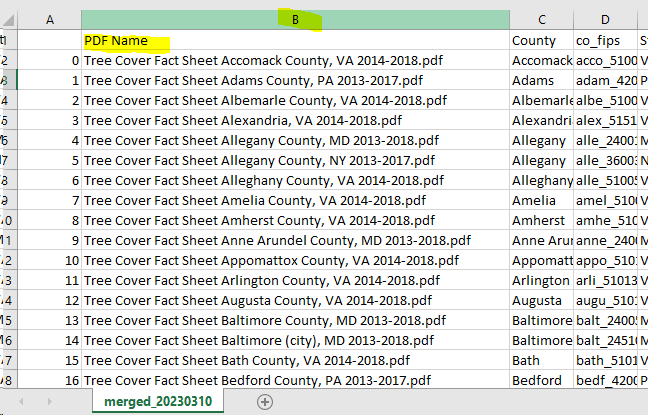 A B C D
1 PDF Name County co_fips
2 0 Tree Cover Fact Sheet Accomack County, VA 2014-2018.pdf Accomack acco_5100 V
3 1 Tree Cover Fact Sheet Adams County, PA 2013-2017.pdf Adams adam_420 P
4 2 Tree Cover Fact Sheet Albemarle County, VA 2014-2018.pdf Albemarle albe_5100 V
5 3 Tree Cover Fact Sheet Alexandria, VA 2014-2018.pdf Alexandri alex_5151 V
6 4 Tree Cover Fact Sheet Allegany County, MD 2013-2018.pdf Allegany alle_2400 M
7 5 Tree Cover Fact Sheet Allegany County, NY 2013-2017.pdf Allegany alle_3600 N
8 6 Tree Cover Fact Sheet Alleghany County, VA 2014-2018.pdf Alleghany alle_5100 V
9 7 Tree Cover Fact Sheet Amelia County, VA 2014-2018.pdf Amelia amel_510 V
0 8 Tree Cover Fact Sheet Amherst County, VA 2014-2018.pdf Amherst amhe_510 V
1 9 Tree Cover Fact Sheet Anne Arundel County, MD 2013-2018.pdf Anne Arun anne_240 M
2 10 Tree Cover Fact Sheet Appomattox County, VA 2014-2018.pdf Appomatt appo_510 V
3 11 Tree Cover Fact Sheet Arlington County, VA 2014-2018.pdf Arlington arli_51013 V
4 12 Tree Cover Fact Sheet Augusta County, VA 2014-2018.pdf Augusta augu_510 V
5 13 Tree Cover Fact Sheet Baltimore County, MD 2013-2018.pdf Baltimore balt_2400 M
6 14 Tree Cover Fact Sheet Baltimore (city), MD 2013-2018.pdf Baltimore balt_2451 M
7 15 Tree Cover Fact Sheet Bath County, VA 2014-2018.pdf Bath bath_5101 V
8 16 Tree Cover Fact Sheet Bedford County, PA 2013-2017.pdf Bedford bedf_420 P
merged_20230310